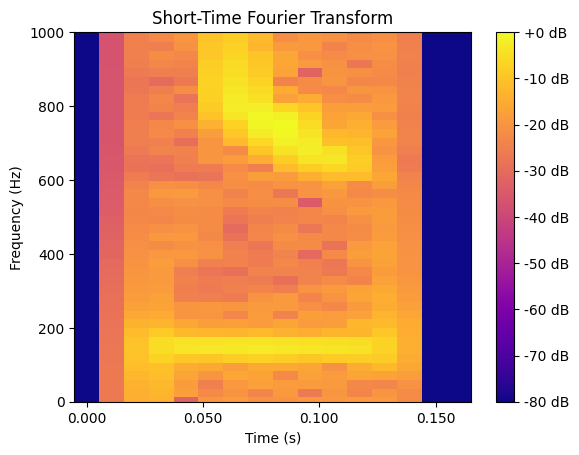 Short-Time Fourier Transform
1000
800
600
400
200
0
Frequency (Hz)
0.000
0.050
0.100
0.150
Time (s)
+0 dB
-10 dB
-20 dB
-30 dB
-40 dB
-50 dB
-60 dB
-70 dB
-80 dB